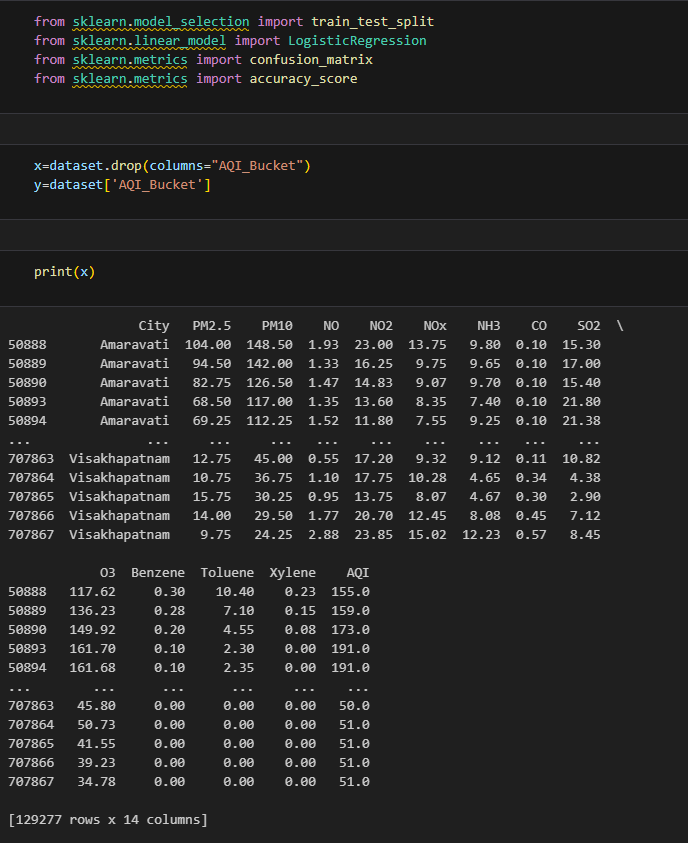 from sklearn.model_selection import train_test_split
from sklearn.linear_model import LogisticRegression
from sklearn.metrics import confusion_matrix
from sklearn.metrics import accuracy_score
x=dataset.drop(columns="AQI_Bucket")
y=dataset['AQI_Bucket']
print(x)
City PM2.5 PM10 NO NO2 NOx NH3 CO SO2 \
50888 Amaravati 104.00 148.50 1.93 23.00 13.75 9.80 0.10 15.30
50889 Amaravati 94.50 142.00 1.33 16.25 9.75 9.65 0.10 17.00
50890 Amaravati 82.75 126.50 1.47 14.83 9.07 9.70 0.10 15.40
50893 Amaravati 68.50 117.00 1.35 13.60 8.35 7.40 0.10 21.80
50894 Amaravati 69.25 112.25 1.52 11.80 7.55 9.25 0.10 21.38
... ... ... ... ... ... ... ... ... ...
707863 Visakhapatnam 12.75 45.00 0.55 17.20 9.32 9.12 0.11 10.82
707864 Visakhapatnam 10.75 36.75 1.10 17.75 10.28 4.65 0.34 4.38
707865 Visakhapatnam 15.75 30.25 0.95 13.75 8.07 4.67 0.30 2.90
707866 Visakhapatnam 14.00 29.50 1.77 20.70 12.45 8.08 0.45 7.12
707867 Visakhapatnam 9.75 24.25 2.88 23.85 15.02 12.23 0.57 8.45
O3 Benzene Toluene Xylene AQI
50888 117.62 0.30 10.40 0.23 155.0
50889 136.23 0.28 7.10 0.15 159.0
50890 149.92 0.20 4.55 0.08 173.0
50893 161.70 0.10 2.30 0.00 191.0
50894 161.68 0.10 2.35 0.00 191.0
... ... ... ... ... ...
707863 45.80 0.00 0.00 0.00 50.0
707864 50.73 0.00 0.00 0.00 51.0
707865 41.55 0.00 0.00 0.00 51.0
707866 39.23 0.00 0.00 0.00 51.0
707867 34.78 0.00 0.00 0.00 51.0
[129277 rows x 14 columns]